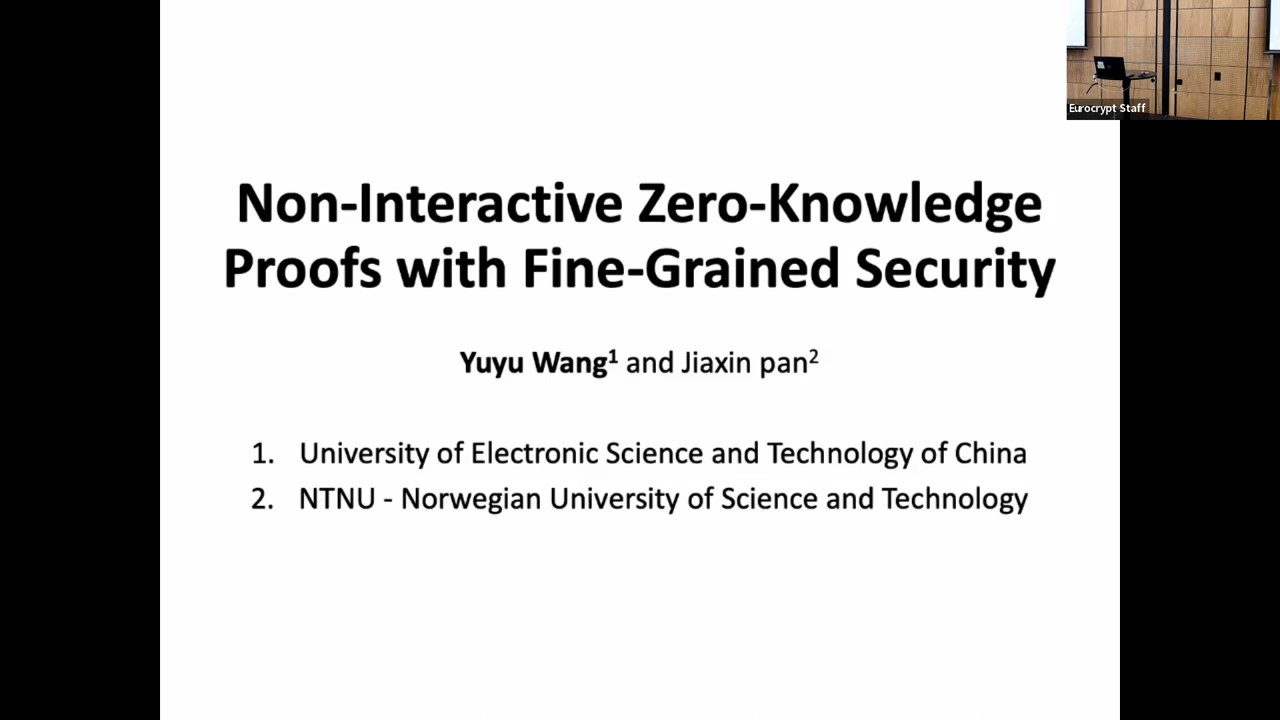 Eurocrypt Staff
Non-Interactive Zero-Knowledge
Proofs with Fine-Grained Security
Yuyu Wang¹ and Jiaxin pan²
1. University of Electronic Science and Technology of China
2. NTNU - Norwegian University of Science and Technology